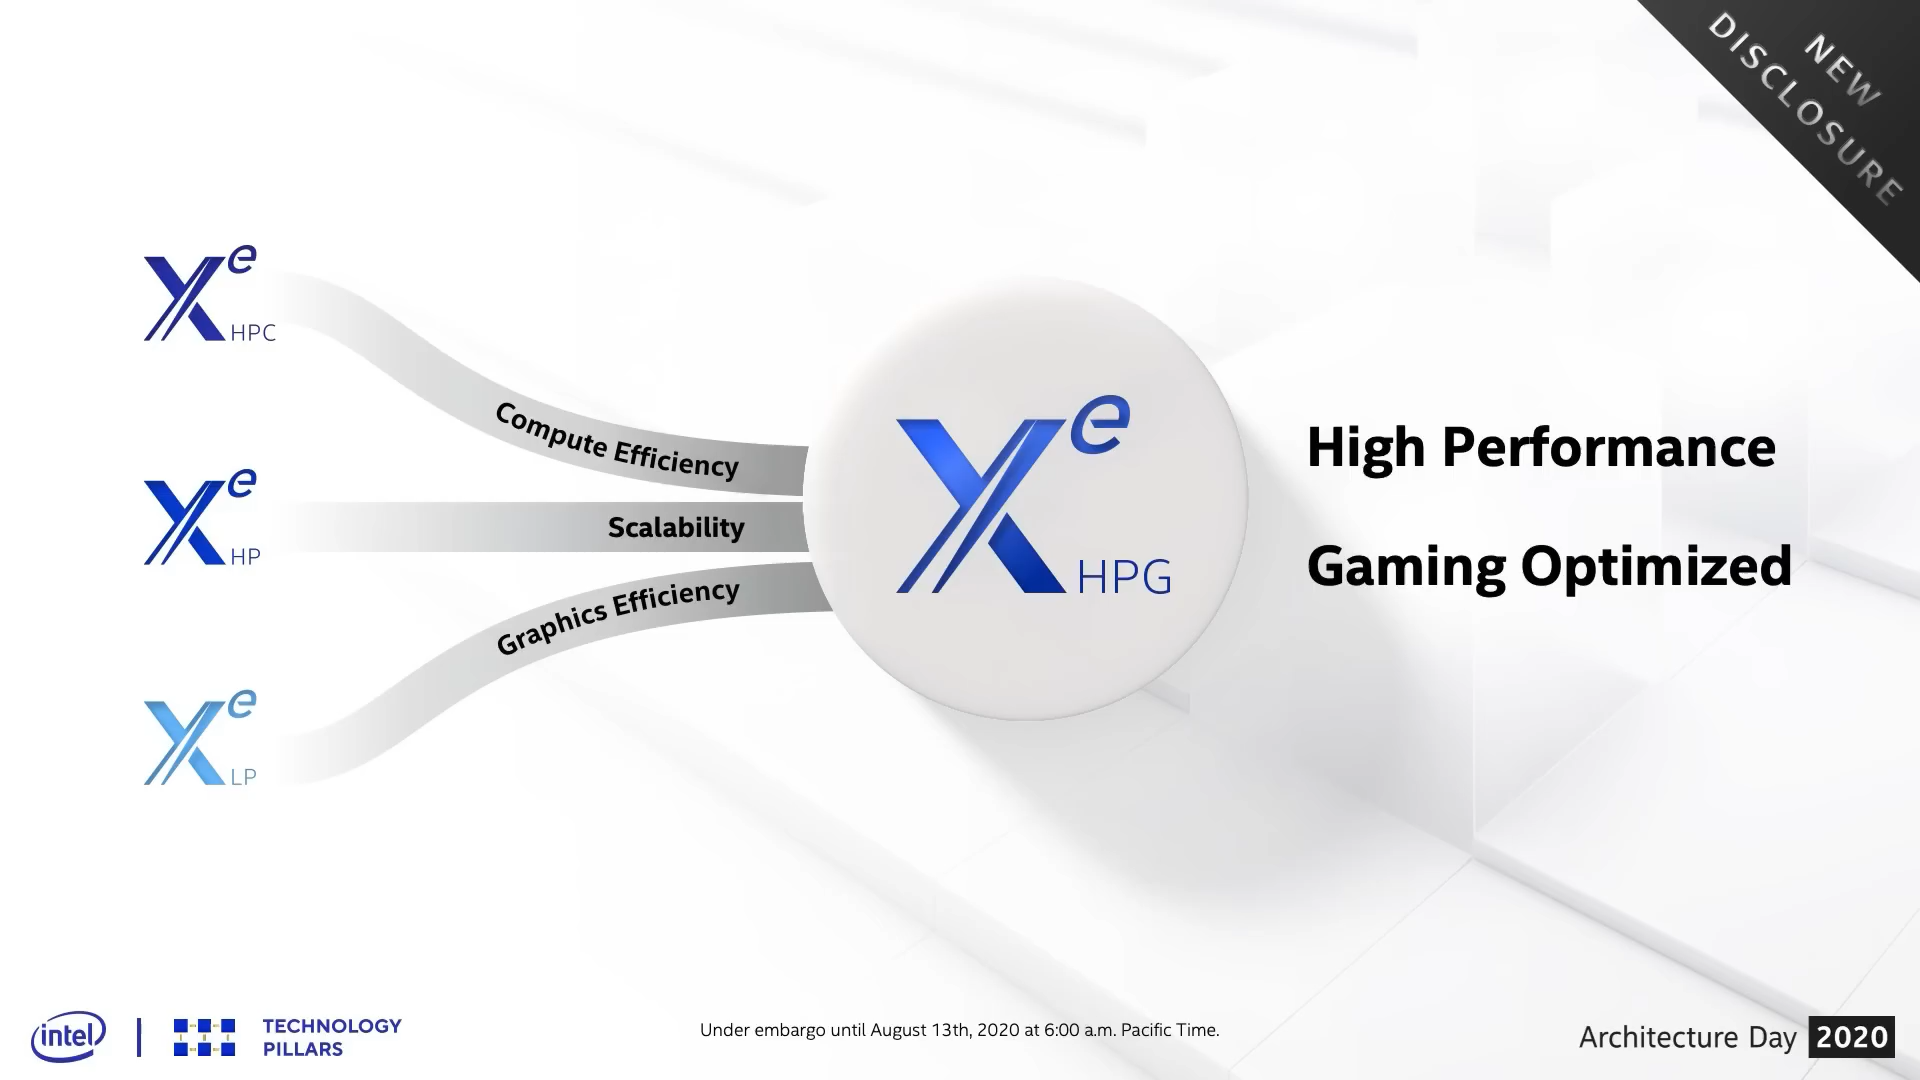 NEW
DISCLOSURE
Xe HPC
Compute Efficiency
Xe HP
Scalability
Xe LP
Graphics Efficiency
Xe HPG
High Performance
Gaming Optimized
intel
TECHNOLOGY
PILLARS
Under embargo until August 13th, 2020 at 6:00 a.m. Pacific Time.
Architecture Day 2020